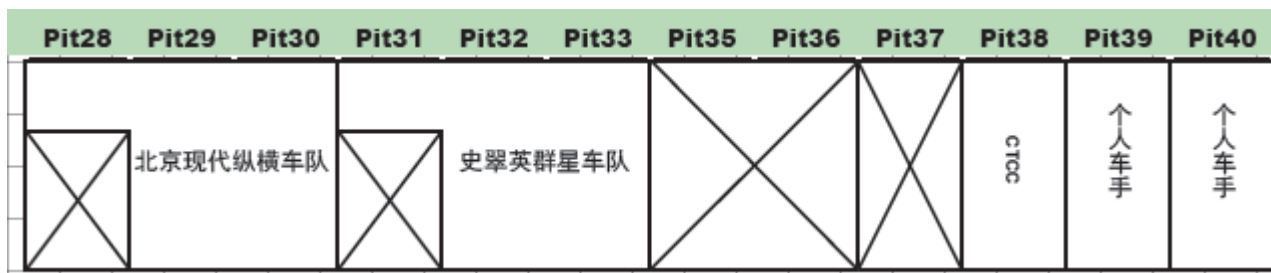 Pit28 Pit29 Pit30 Pit31 Pit32 Pit33 Pit35 Pit36 Pit37 Pit38 Pit39 Pit40
北京现代纵横车队
史翠英群星车队
CTCC
个人车手
个人车手